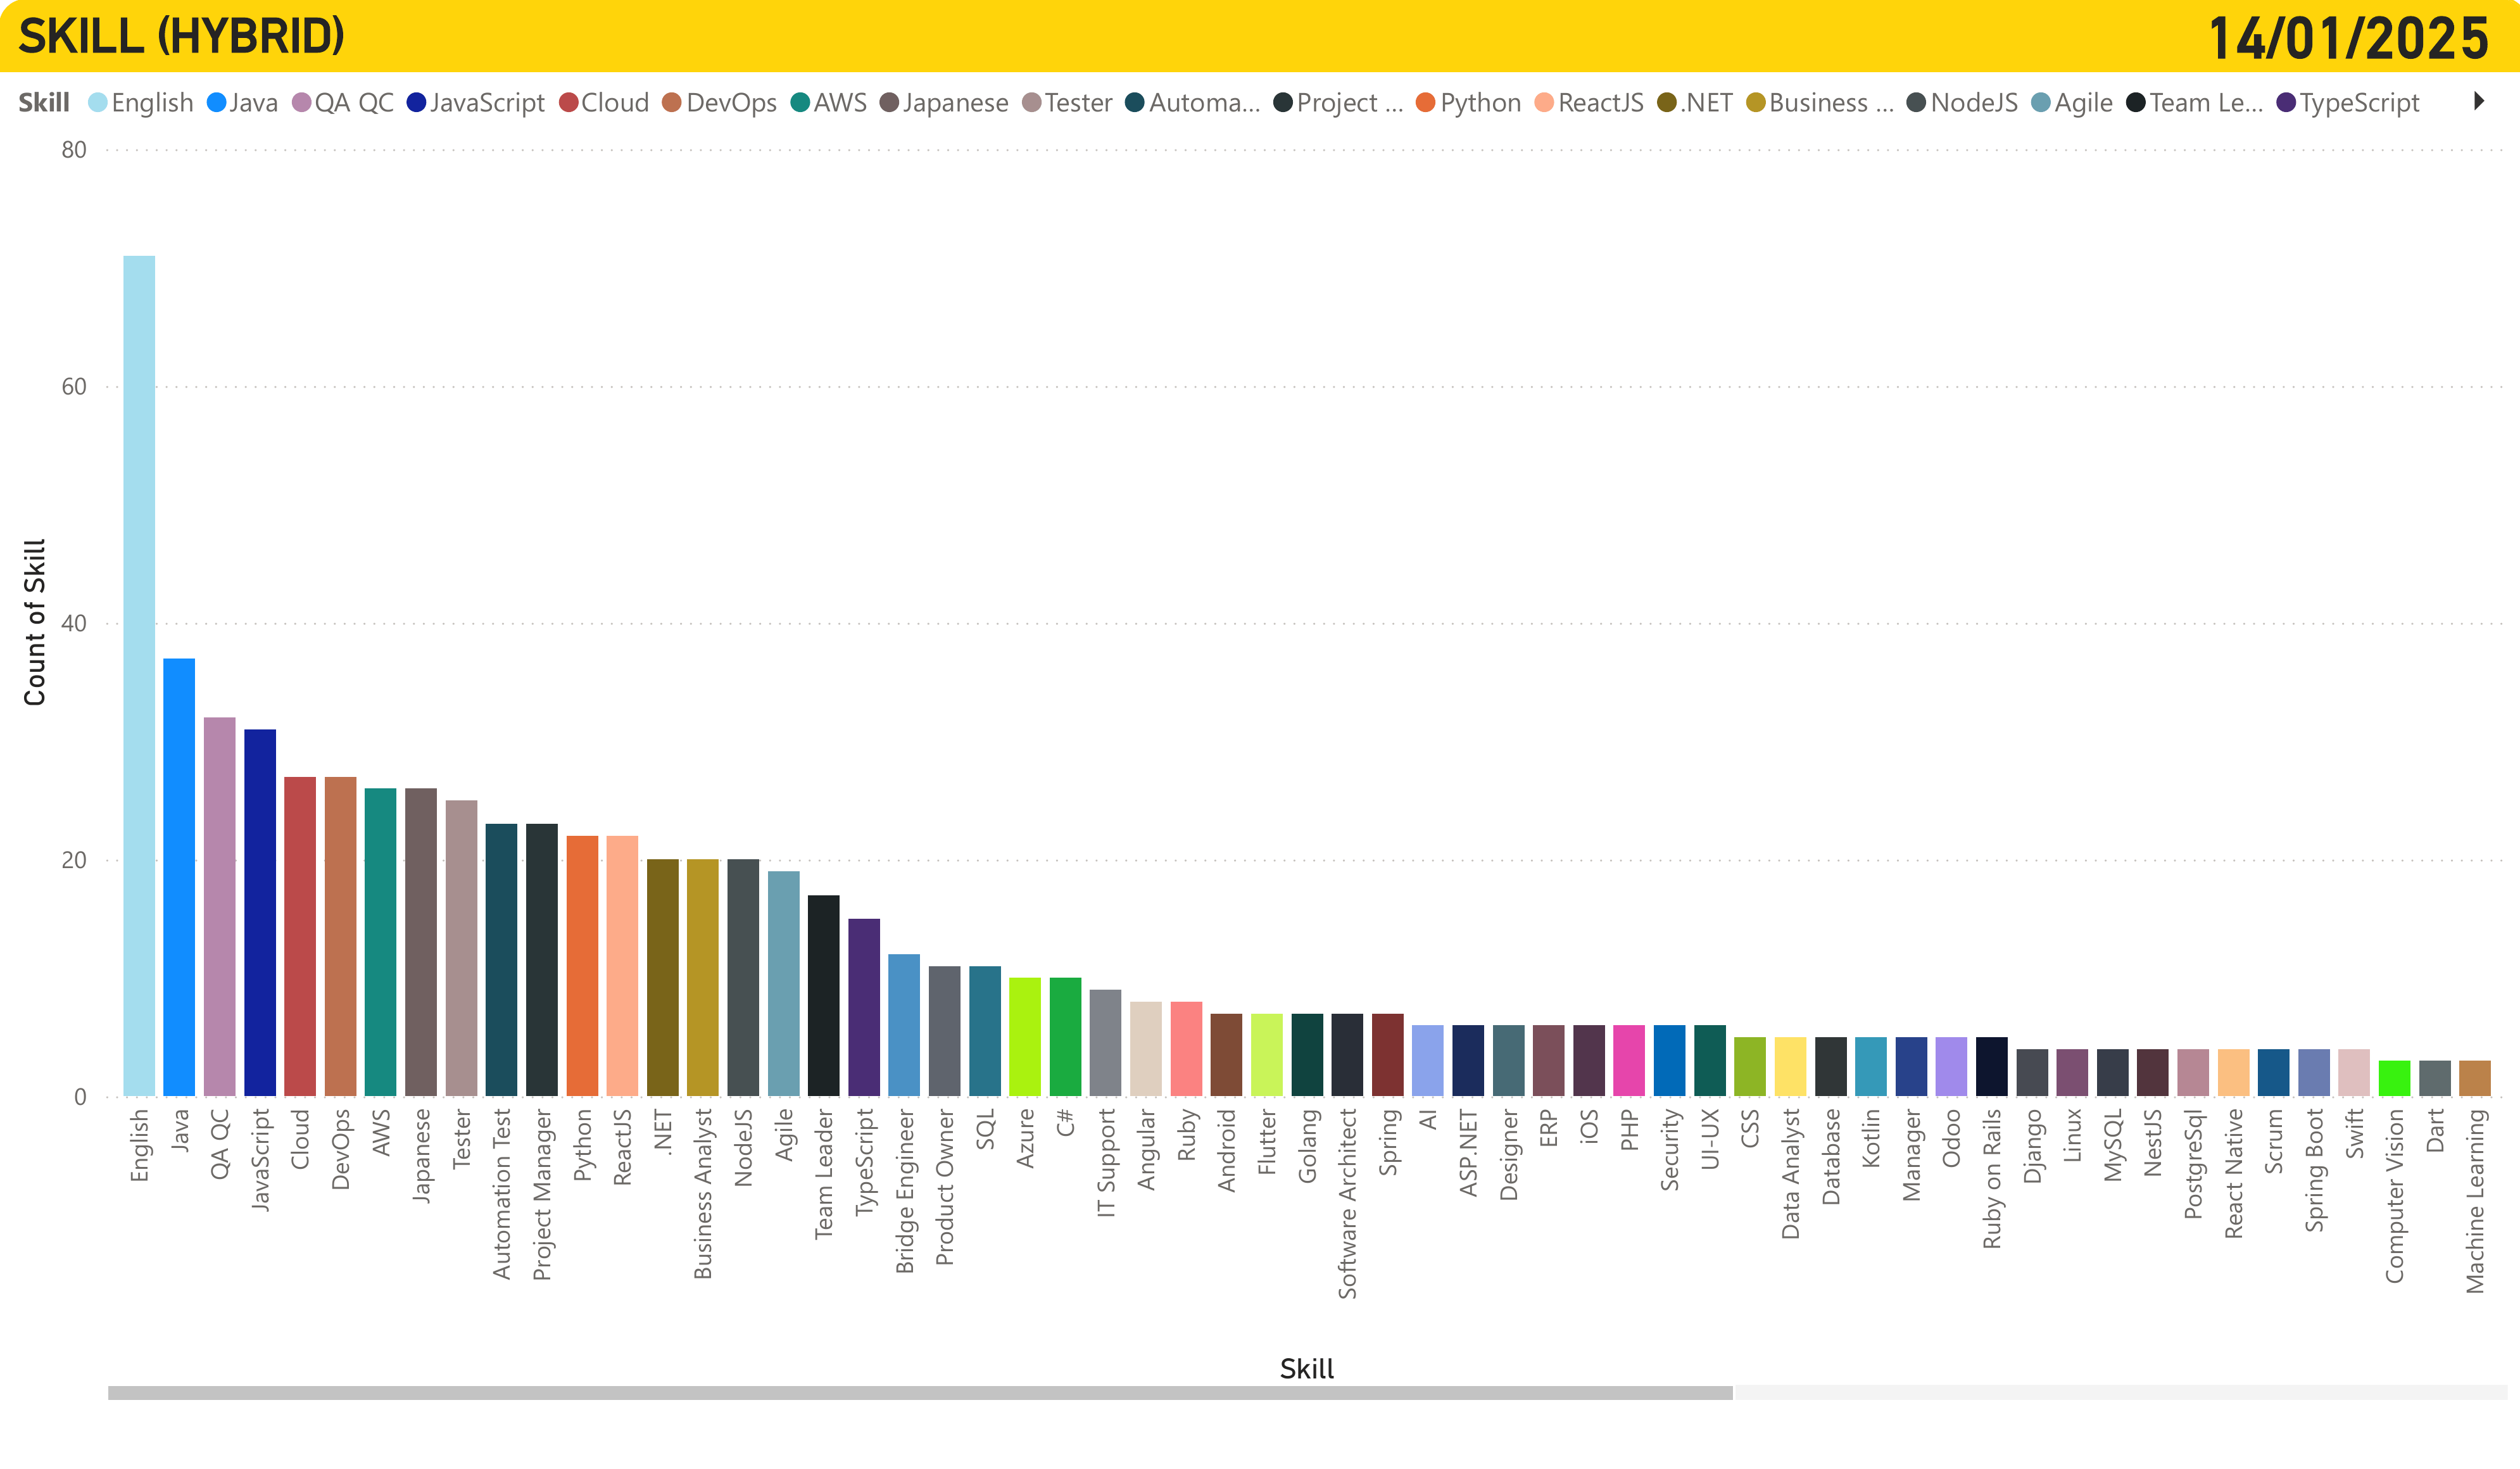 SKILL (HYBRID)
14/01/2025
Skill English Java QA QC JavaScript Cloud DevOps AWS Japanese Tester Automa... Project ... Python ReactJS .NET Business ... NodeJS Agile Team Le... TypeScript
80
60
40
20
0
Count of Skill
English
Java
QA QC
JavaScript
Cloud
DevOps
AWS
Japanese
Tester
Automation Test
Project Manager
Python
ReactJS
.NET
Business Analyst
NodeJS
Agile
Team Leader
TypeScript
Bridge Engineer
Product Owner
SQL
Azure
C#
IT Support
Angular
Ruby
Android
Flutter
Golang
Software Architect
Spring
AI
ASP.NET
Designer
ERP
iOS
PHP
Security
UI-UX
CSS
Data Analyst
Database
Kotlin
Manager
Odoo
Ruby on Rails
Django
Linux
MySQL
NestJS
PostgreSql
React Native
Scrum
Spring Boot
Swift
Computer Vision
Dart
Machine Learning
Skill